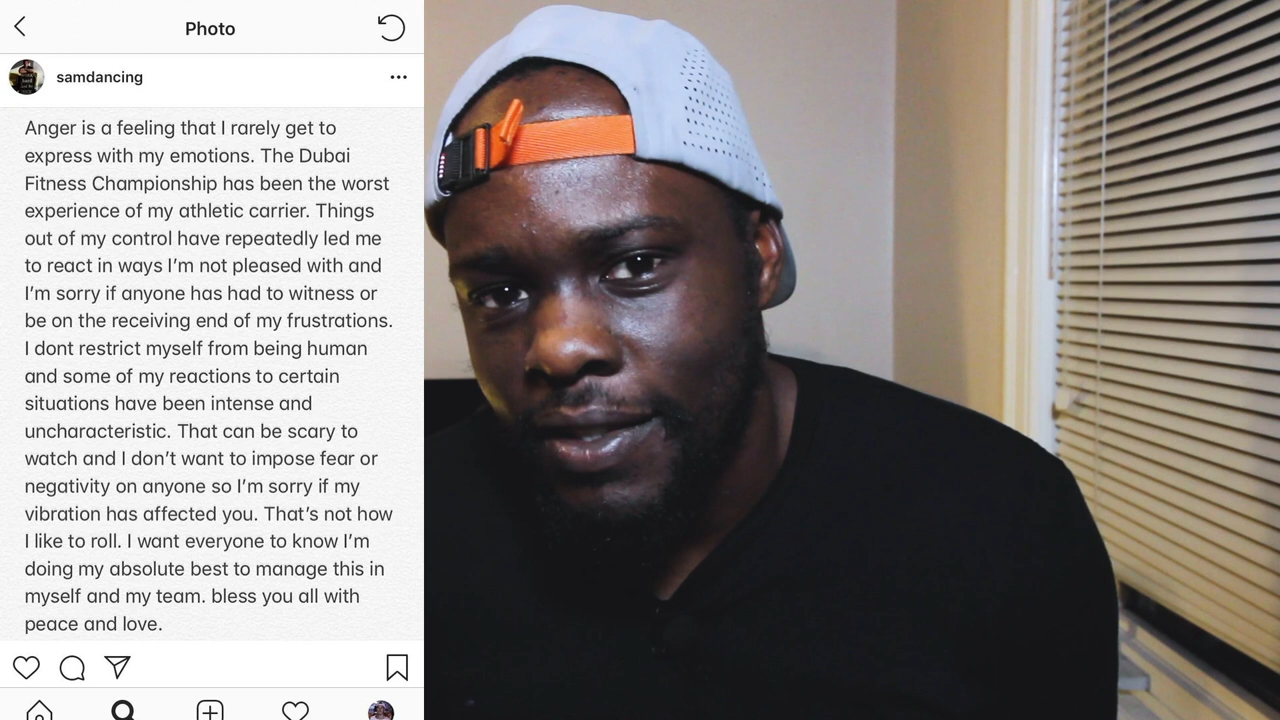 Photo
samdancing
Anger is a feeling that I rarely get to
express with my emotions. The Dubai
Fitness Championship has been the worst
experience of my athletic carrier. Things
out of my control have repeatedly led me
to react in ways I’m not pleased with and
I’m sorry if anyone has had to witness or
be on the receiving end of my frustrations.
I dont restrict myself from being human
and some of my reactions to certain
situations have been intense and
uncharacteristic. That can be scary to
watch and I don’t want to impose fear or
negativity on anyone so I’m sorry if my
vibration has affected you. That’s not how
I like to roll. I want everyone to know I’m
doing my absolute best to manage this in
myself and my team. bless you all with
peace and love.